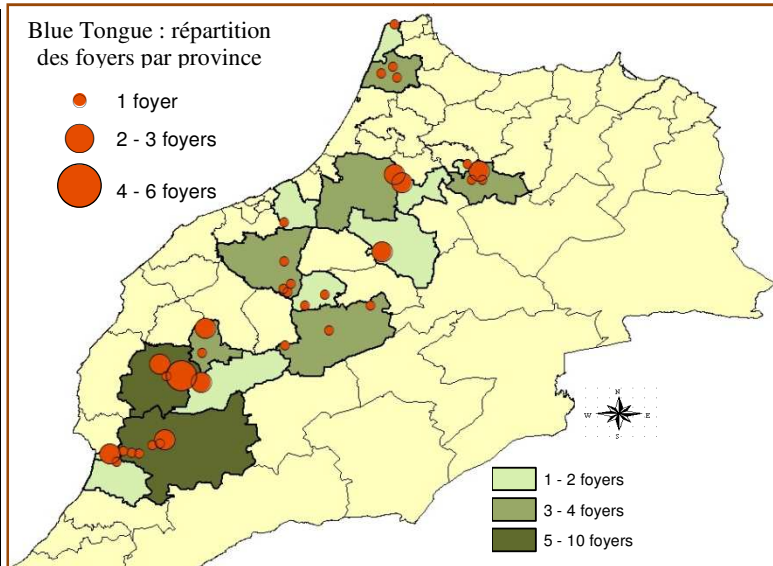 Blue Tongue : répartition
des foyers par province
1 foyer
2 - 3 foyers
4 - 6 foyers
N
W E
S
1 - 2 foyers
3 - 4 foyers
5 - 10 foyers